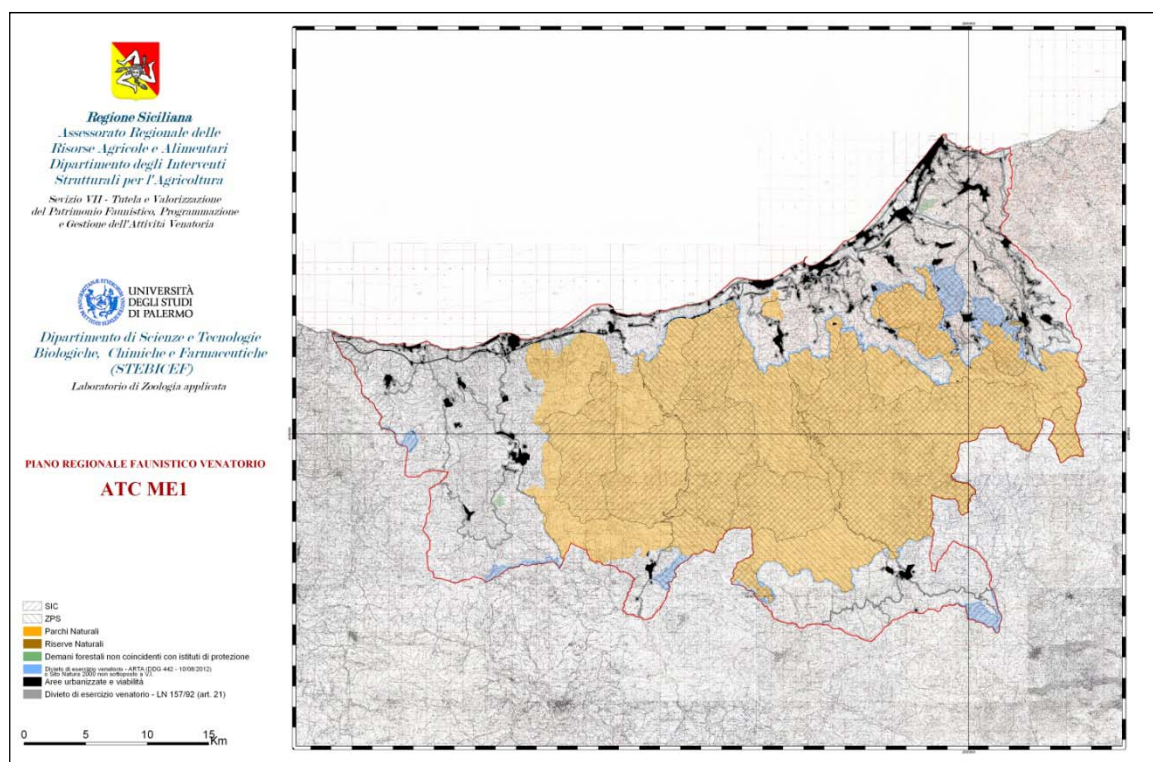 Regione Siciliana
Assessorato Regionale delle
Risorse Agricole e Alimentari
Dipartimento degli Interventi
Strutturali per l'Agricoltura
Sevizio VII - Tutela e Valorizzazione
del Patrimonio Faunistico, Programmazione
e Gestione dell'Attività Venatoria
UNIVERSITÀ
DEGLI STUDI
DI PALERMO
Dipartimento di Scienze e Tecnologie
Biologiche, Chimiche e Farmaceutiche
(STEBICEF)
Laboratorio di Zoologia applicata
PIANO REGIONALE FAUNISTICO VENATORIO
ATC ME1
SIC
ZPS
Parchi Naturali
Riserve Naturali
Demani forestali non coincidenti con istituti di protezione
Divieto di esercizio venatorio - ARTA (DDG 442 - 10/08/2012)
o Sito Natura 2000 non sottoposto a V.I.
Aree urbanizzate e viabilità
Divieto di esercizio venatorio - LN 157/92 (art. 21)
0 5 10 15
Km